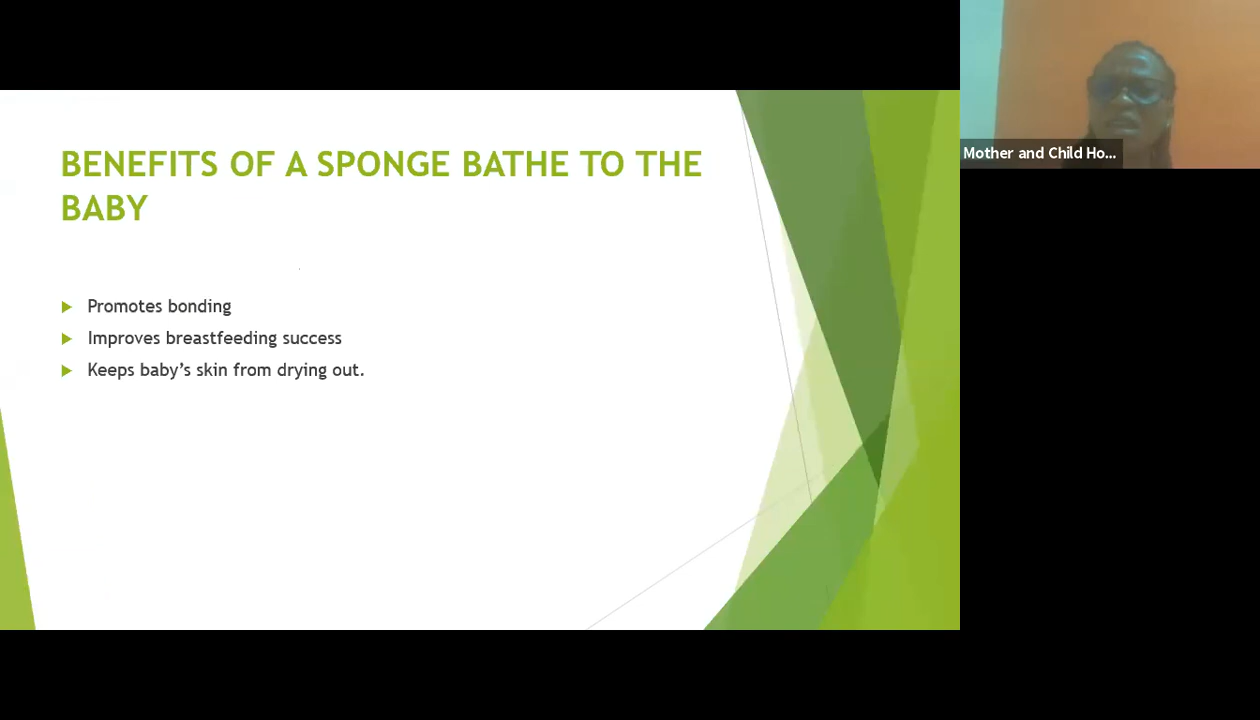 BENEFITS OF A SPONGE BATHE TO THE
BABY
Promotes bonding
Improves breastfeeding success
Keeps baby’s skin from drying out.
Mother and Child Ho...